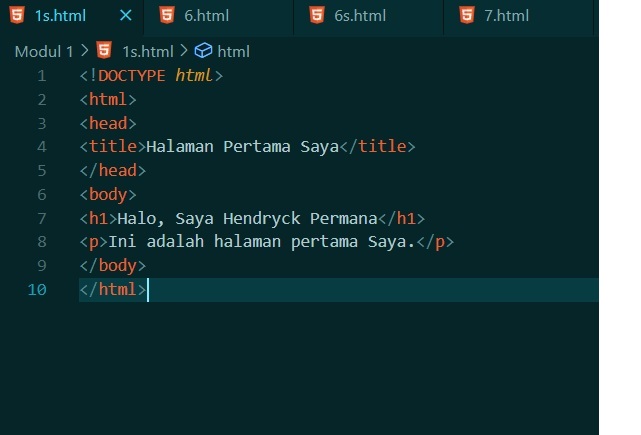 1s.html × 6.html 6s.html 7.html
Modul 1 > 1s.html > html
1 <!DOCTYPE html>
2 <html>
3 <head>
4 <title>Halaman Pertama Saya</title>
5 </head>
6 <body>
7 <h1>Halo, Saya Hendryck Permana</h1>
8 <p>Ini adalah halaman pertama Saya.</p>
9 </body>
10 </html>